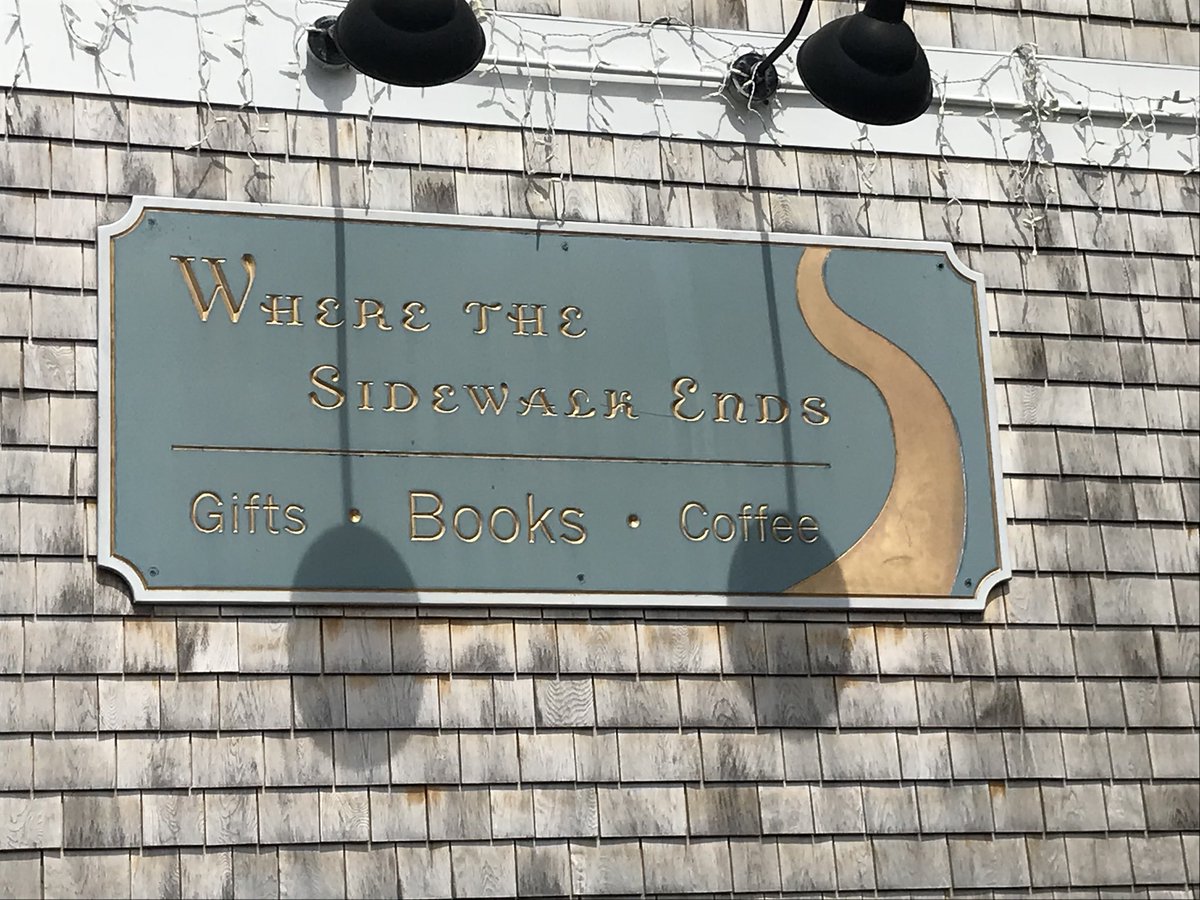 Where the
Sidewalk Ends
Gifts • Books • Coffee